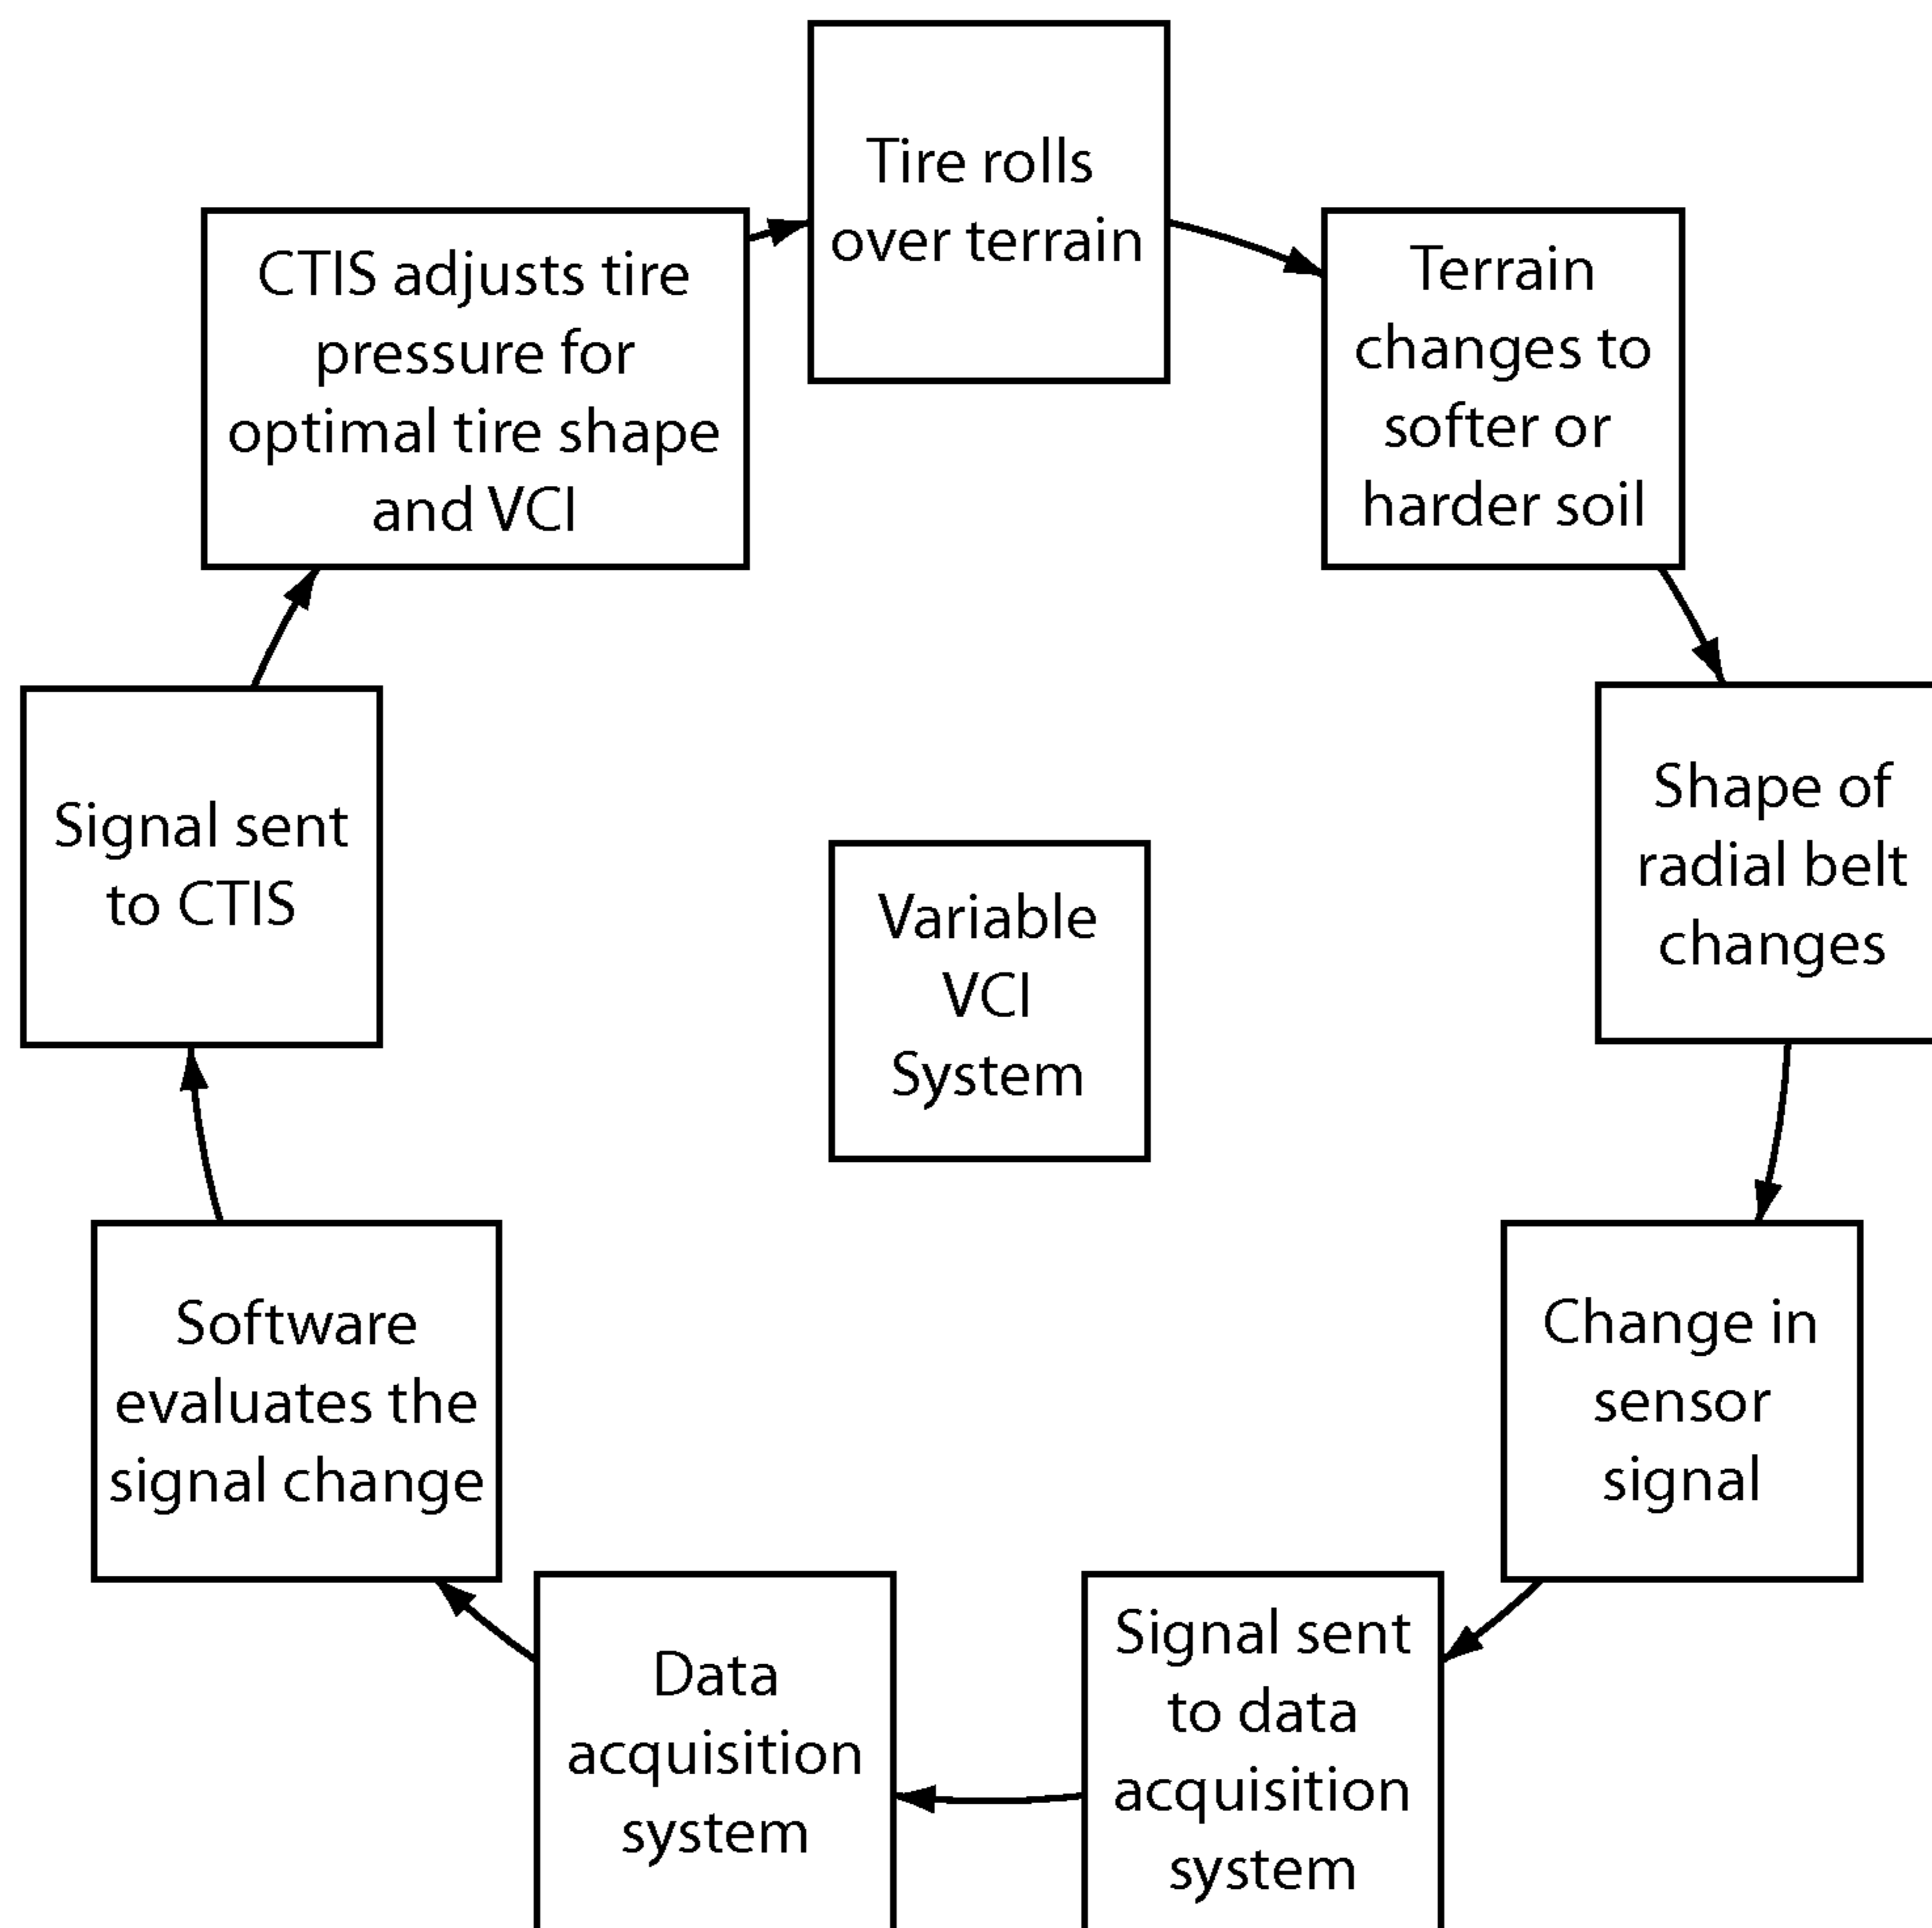 Tire rolls
over terrain
Terrain
changes to
softer or
harder soil
Shape of
radial belt
changes
Change in
sensor
signal
Signal sent
to data
acquisition
system
Data
acquisition
system
Software
evaluates the
signal change
Signal sent
to CTIS
CTIS adjusts tire
pressure for
optimal tire shape
and VCI
Variable
VCI
System